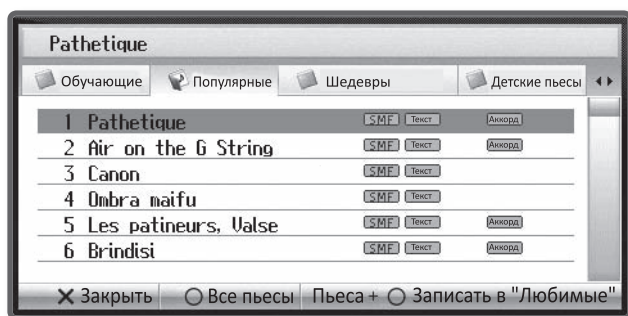 Pathetique
Обучающие Популярные Шедевры Детские пьесы
1 Pathetique SMF Текст Аккорд
2 Air on the G String SMF Текст Аккорд
3 Canon SMF Текст
4 Ombra maifu SMF Текст
5 Les patineurs, Valse SMF Текст Аккорд
6 Brindisi SMF Текст Аккорд
X Закрыть Все пьесы Пьеса + Записать в "Любимые"